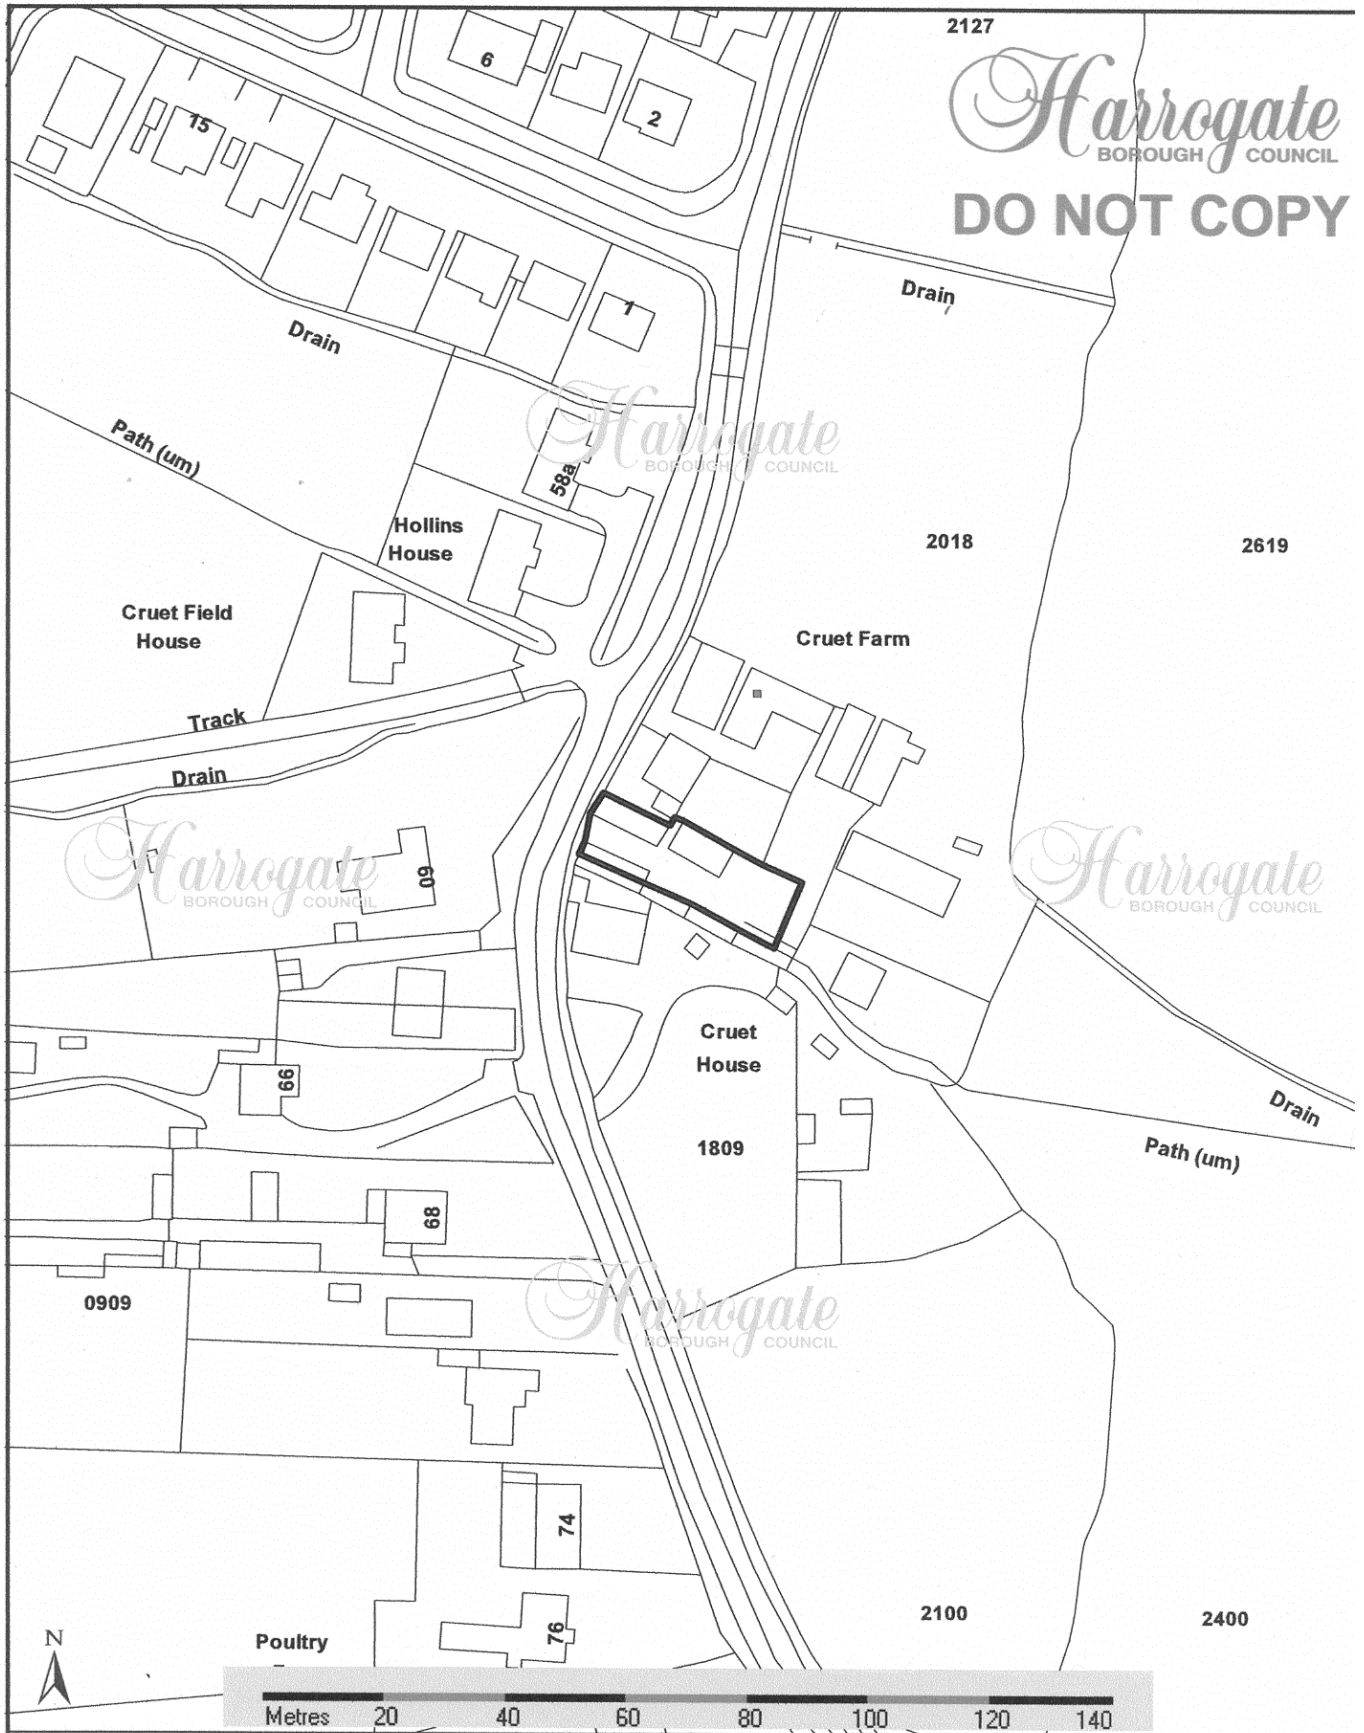 2127
Harrogate
BOROUGH COUNCIL
DO NOT COPY
6
2
15
Drain
1
Drain
Harrogate
BOROUGH COUNCIL
Path (um)
58a
Hollins
House
2018
2619
Cruet Field
House
Cruet Farm
Track
Drain
Harrogate
BOROUGH COUNCIL
60
Harrogate
BOROUGH COUNCIL
Cruet
House
66
Drain
1809
Path (um)
68
Harrogate
BOROUGH COUNCIL
0909
74
2100
2400
76
N
Poultry
Metres 20 40 60 80 100 120 140